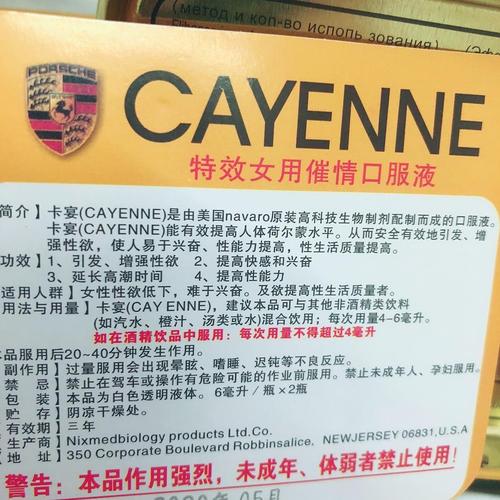 (метод и кол-во исполь зования)
PORSCHE
CAYENNE
特效女用催情口服液
简介】卡宴(CAYENNE)是由美国navaro原装高科技生物制剂配制而成的口服液。
卡宴(CAYENNE)能有效提高人体荷尔蒙水平。从而安全有效地引发、增
强性欲，使人易于兴奋、性能力提高，性生活质量提高。
功效】1、引发、增强性欲 2、提高快感和兴奋
3、延长高潮时间 4、提高性能力
适用人群】女性性欲低下，难于兴奋。及欲提高性生活质量者。
用法与用量】卡宴(CAY ENNE)，建议本品可与其他非酒精类饮料
(如汽水、橙汁、汤类或水)混合饮用；每次用量4-6毫升。
如在酒精饮品中服用：每次用量不得超过4毫升
本品服用后20~40分钟发生作用。
副作用】过量服用会出现晕眩、嗜睡、迟钝等不良反应。
禁 忌】禁止在驾车或操作有危险可能的作业前服用。禁止未成年人、孕妇服用。
包 装】本品为白色透明液体。 6毫升／瓶×2瓶
贮 存】阴凉干燥处。
有效期】三年
生产商】Nixmedbiology products Ltd.Co.
地 址】350 Corporate Boulevard Robbinsalice, NEWJERSEY 06831,U.S.A
警告：本品作用强烈，未成年、体弱者禁止使用！
2020年05月